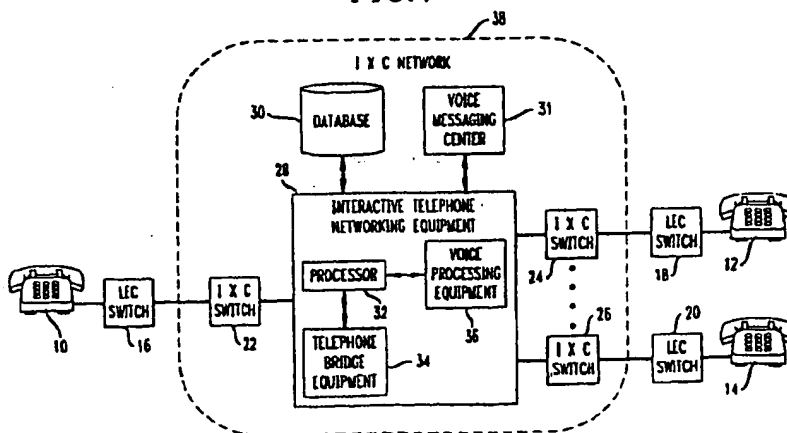 38
I X C NETWORK
30
DATABASE
VOICE
MESSAGING
CENTER
31
28
INTERACTIVE TELEPHONE
NETWORKING EQUIPMENT
PROCESSOR
32
VOICE
PROCESSING
EQUIPMENT
36
TELEPHONE
BRIDGE
EQUIPMENT
34
10
LEC
SWITCH
16
I X C
SWITCH
22
I X C
SWITCH
24
LEC
SWITCH
18
12
26
I X C
SWITCH
20
LEC
SWITCH
14